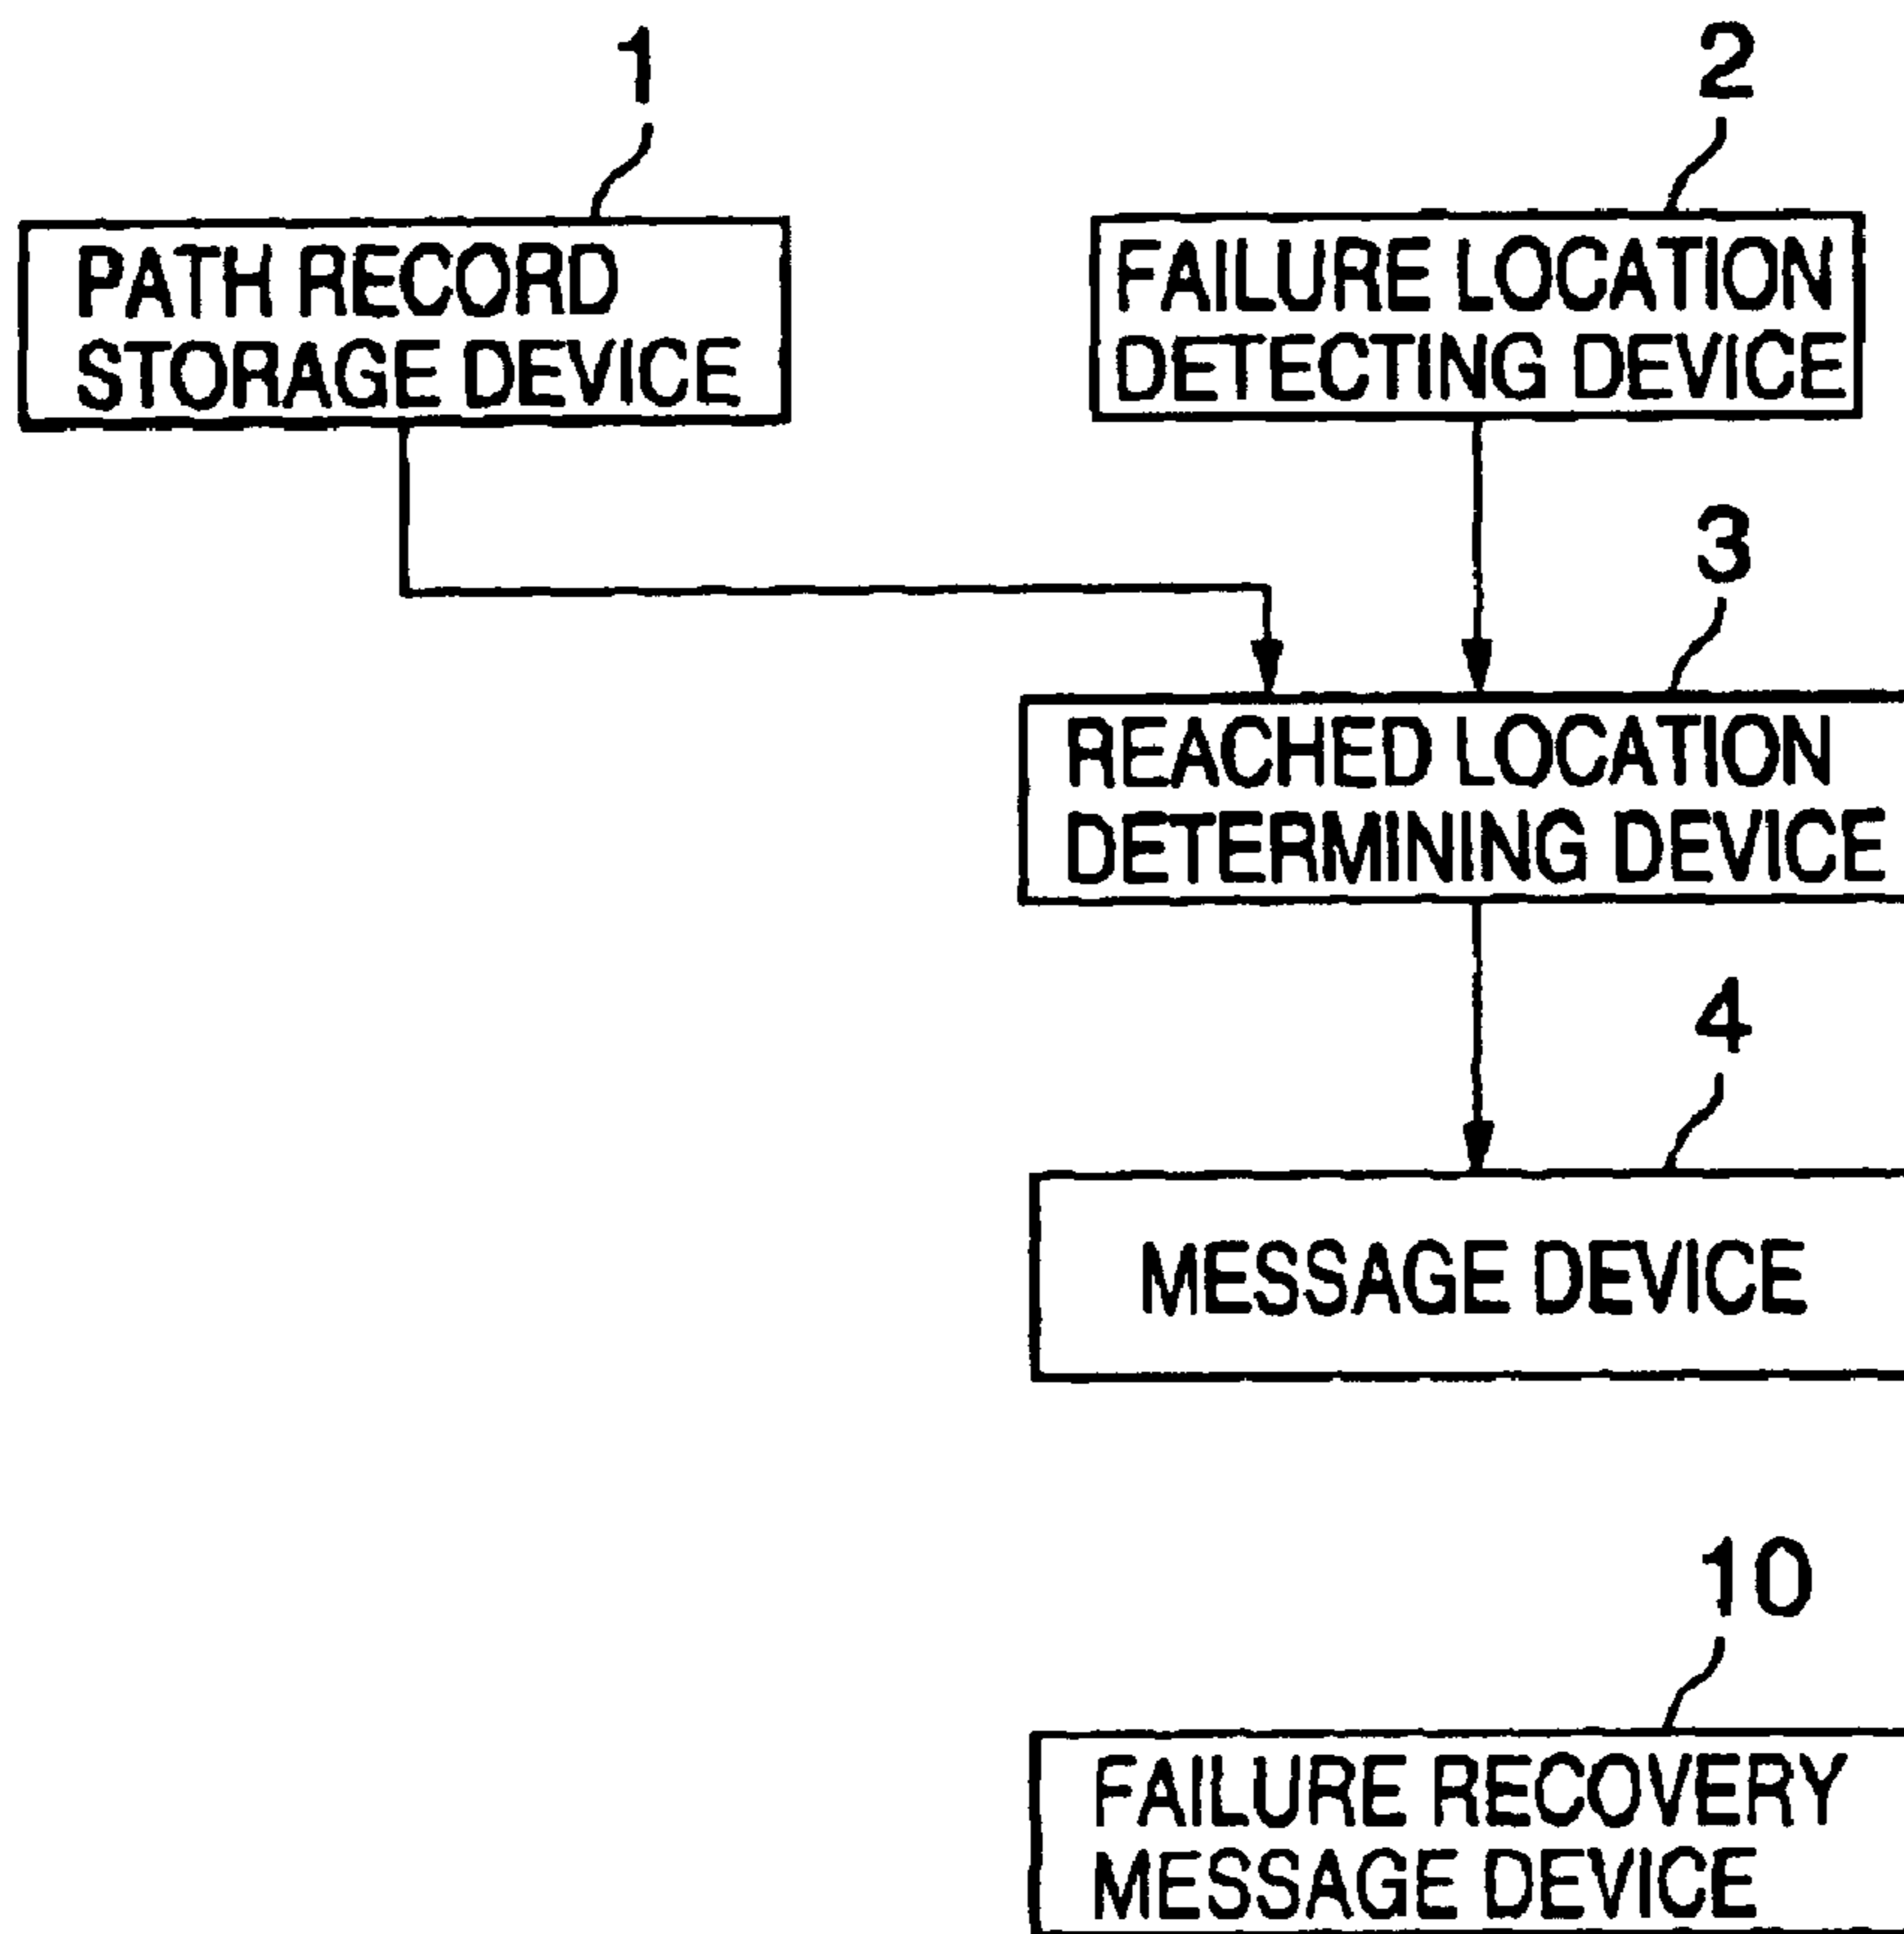 1
2
PATH RECORD
STORAGE DEVICE
FAILURE LOCATION
DETECTING DEVICE
3
REACHED LOCATION
DETERMINING DEVICE
4
MESSAGE DEVICE
10
FAILURE RECOVERY
MESSAGE DEVICE